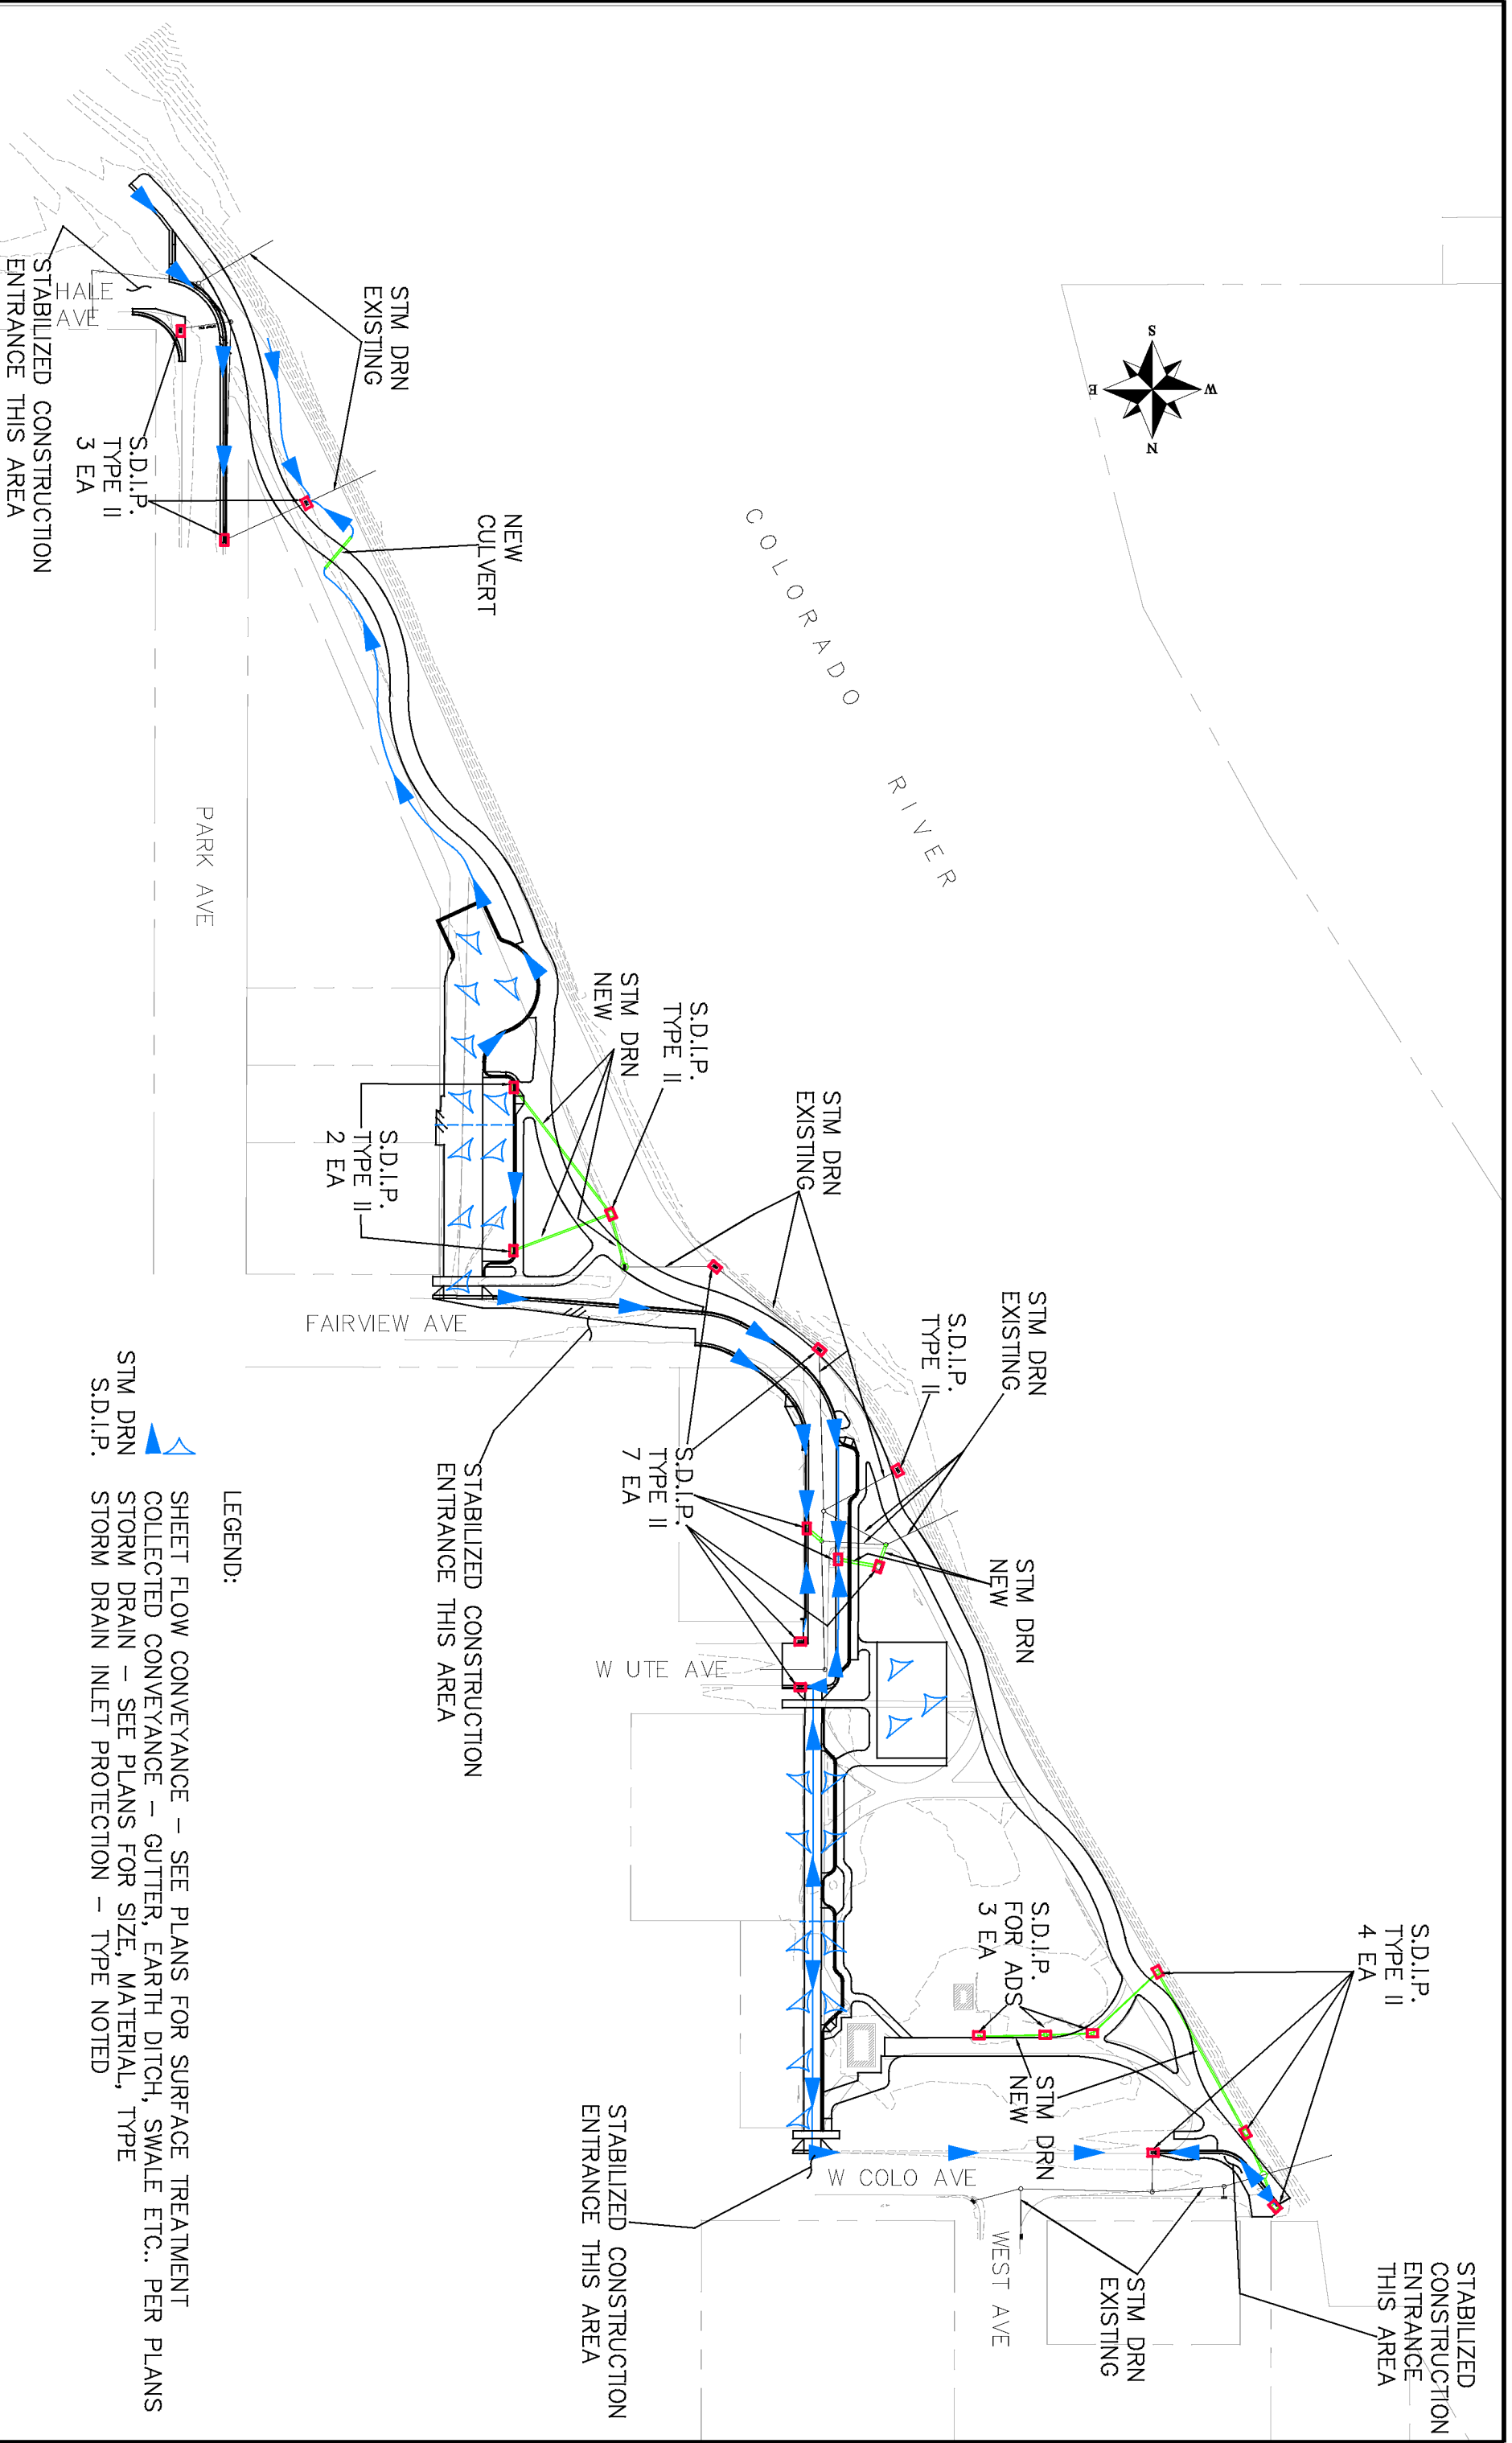 STABILIZED
CONSTRUCTION
ENTRANCE
THIS AREA
S.D.I.P.
TYPE II
4 EA
S
W
E
N
STM DRN
EXISTING
S.D.I.P.
FOR ADS
3 EA
STM DRN
NEW
STM DRN
EXISTING
WEST AVE
S.D.I.P.
TYPE II
STM DRN
NEW
COLORADO RIVER
W COLO AVE
STM DRN
EXISTING
S.D.I.P.
TYPE II
STM DRN
NEW
W UTE AVE
S.D.I.P.
TYPE II
7 EA
STABILIZED CONSTRUCTION
ENTRANCE THIS AREA
NEW
CULVERT
STM DRN
EXISTING
S.D.I.P.
TYPE II
2 EA
FAIRVIEW AVE
STABILIZED CONSTRUCTION
ENTRANCE THIS AREA
PARK AVE
HALE
AVE
S.D.I.P.
TYPE II
3 EA
STABILIZED CONSTRUCTION
ENTRANCE THIS AREA
LEGEND:
SHEET FLOW CONVEYANCE - SEE PLANS FOR SURFACE TREATMENT
COLLECTED CONVEYANCE - GUTTER, EARTH DITCH, SWALE ETC.. PER PLANS
STM DRN STORM DRAIN - SEE PLANS FOR SIZE, MATERIAL, TYPE
S.D.I.P. STORM DRAIN INLET PROTECTION - TYPE NOTED